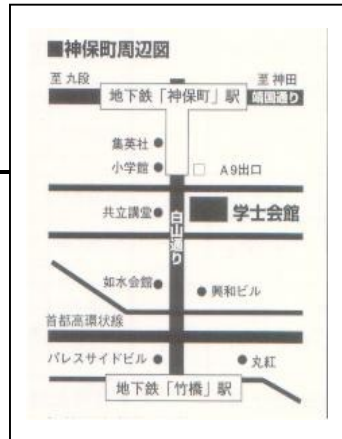 ■神保町周辺図
至 九段
至 神田
地下鉄「神保町」駅
靖国通り
集英社
小学館
A9出口
共立講堂
学士会館
白山通り
如水会館
興和ビル
首都高環状線
パレスサイドビル
丸紅
地下鉄「竹橋」駅